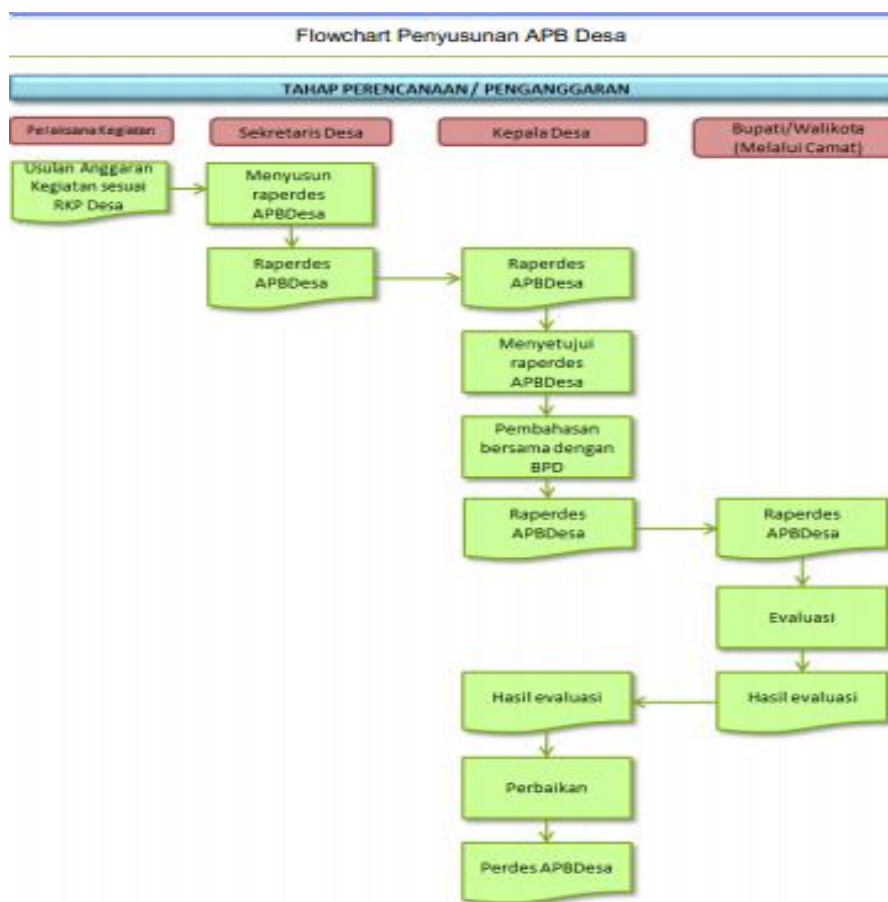 Flowchart Penyusunan APB Desa
TAHAP PERENCANAAN / PENGANGGARAN
Pelaksana Kegiatan
Sekretaris Desa
Kepala Desa
Bupati/Walikota
(Melalui Camat)
Usulan Anggaran
Kegiatan sesuai
RKP Desa
Menyusun
raperdes
APBDesa
Raperdes
APBDesa
Raperdes
APBDesa
Menyetujui
raperdes
APBDesa
Pembahasan
bersama dengan
BPD
Raperdes
APBDesa
Raperdes
APBDesa
Evaluasi
Hasil evaluasi
Hasil evaluasi
Perbaikan
Perdes APBDesa